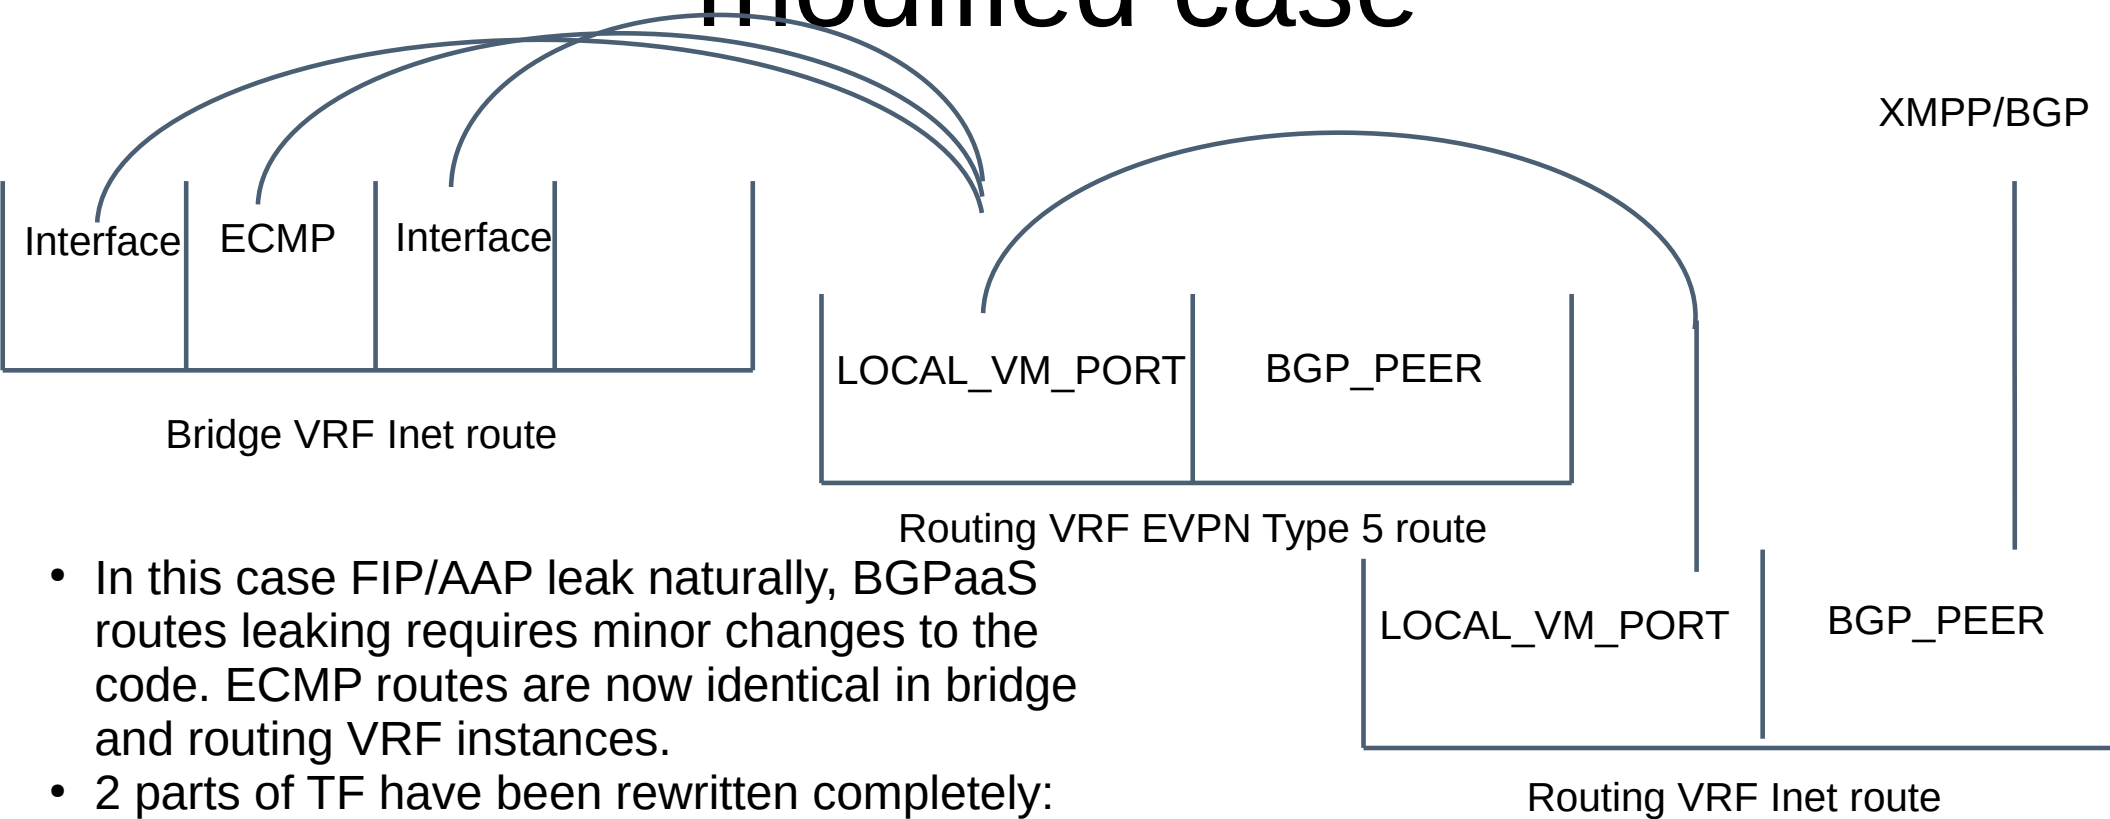 modified case
XMPP/BGP
Interface ECMP Interface
LOCAL_VM_PORT BGP_PEER
Bridge VRF Inet route
Routing VRF EVPN Type 5 route
• In this case FIP/AAP leak naturally, BGPaaS
routes leaking requires minor changes to the
code. ECMP routes are now identical in bridge
and routing VRF instances.
• 2 parts of TF have been rewritten completely:
LOCAL_VM_PORT BGP_PEER
Routing VRF Inet route